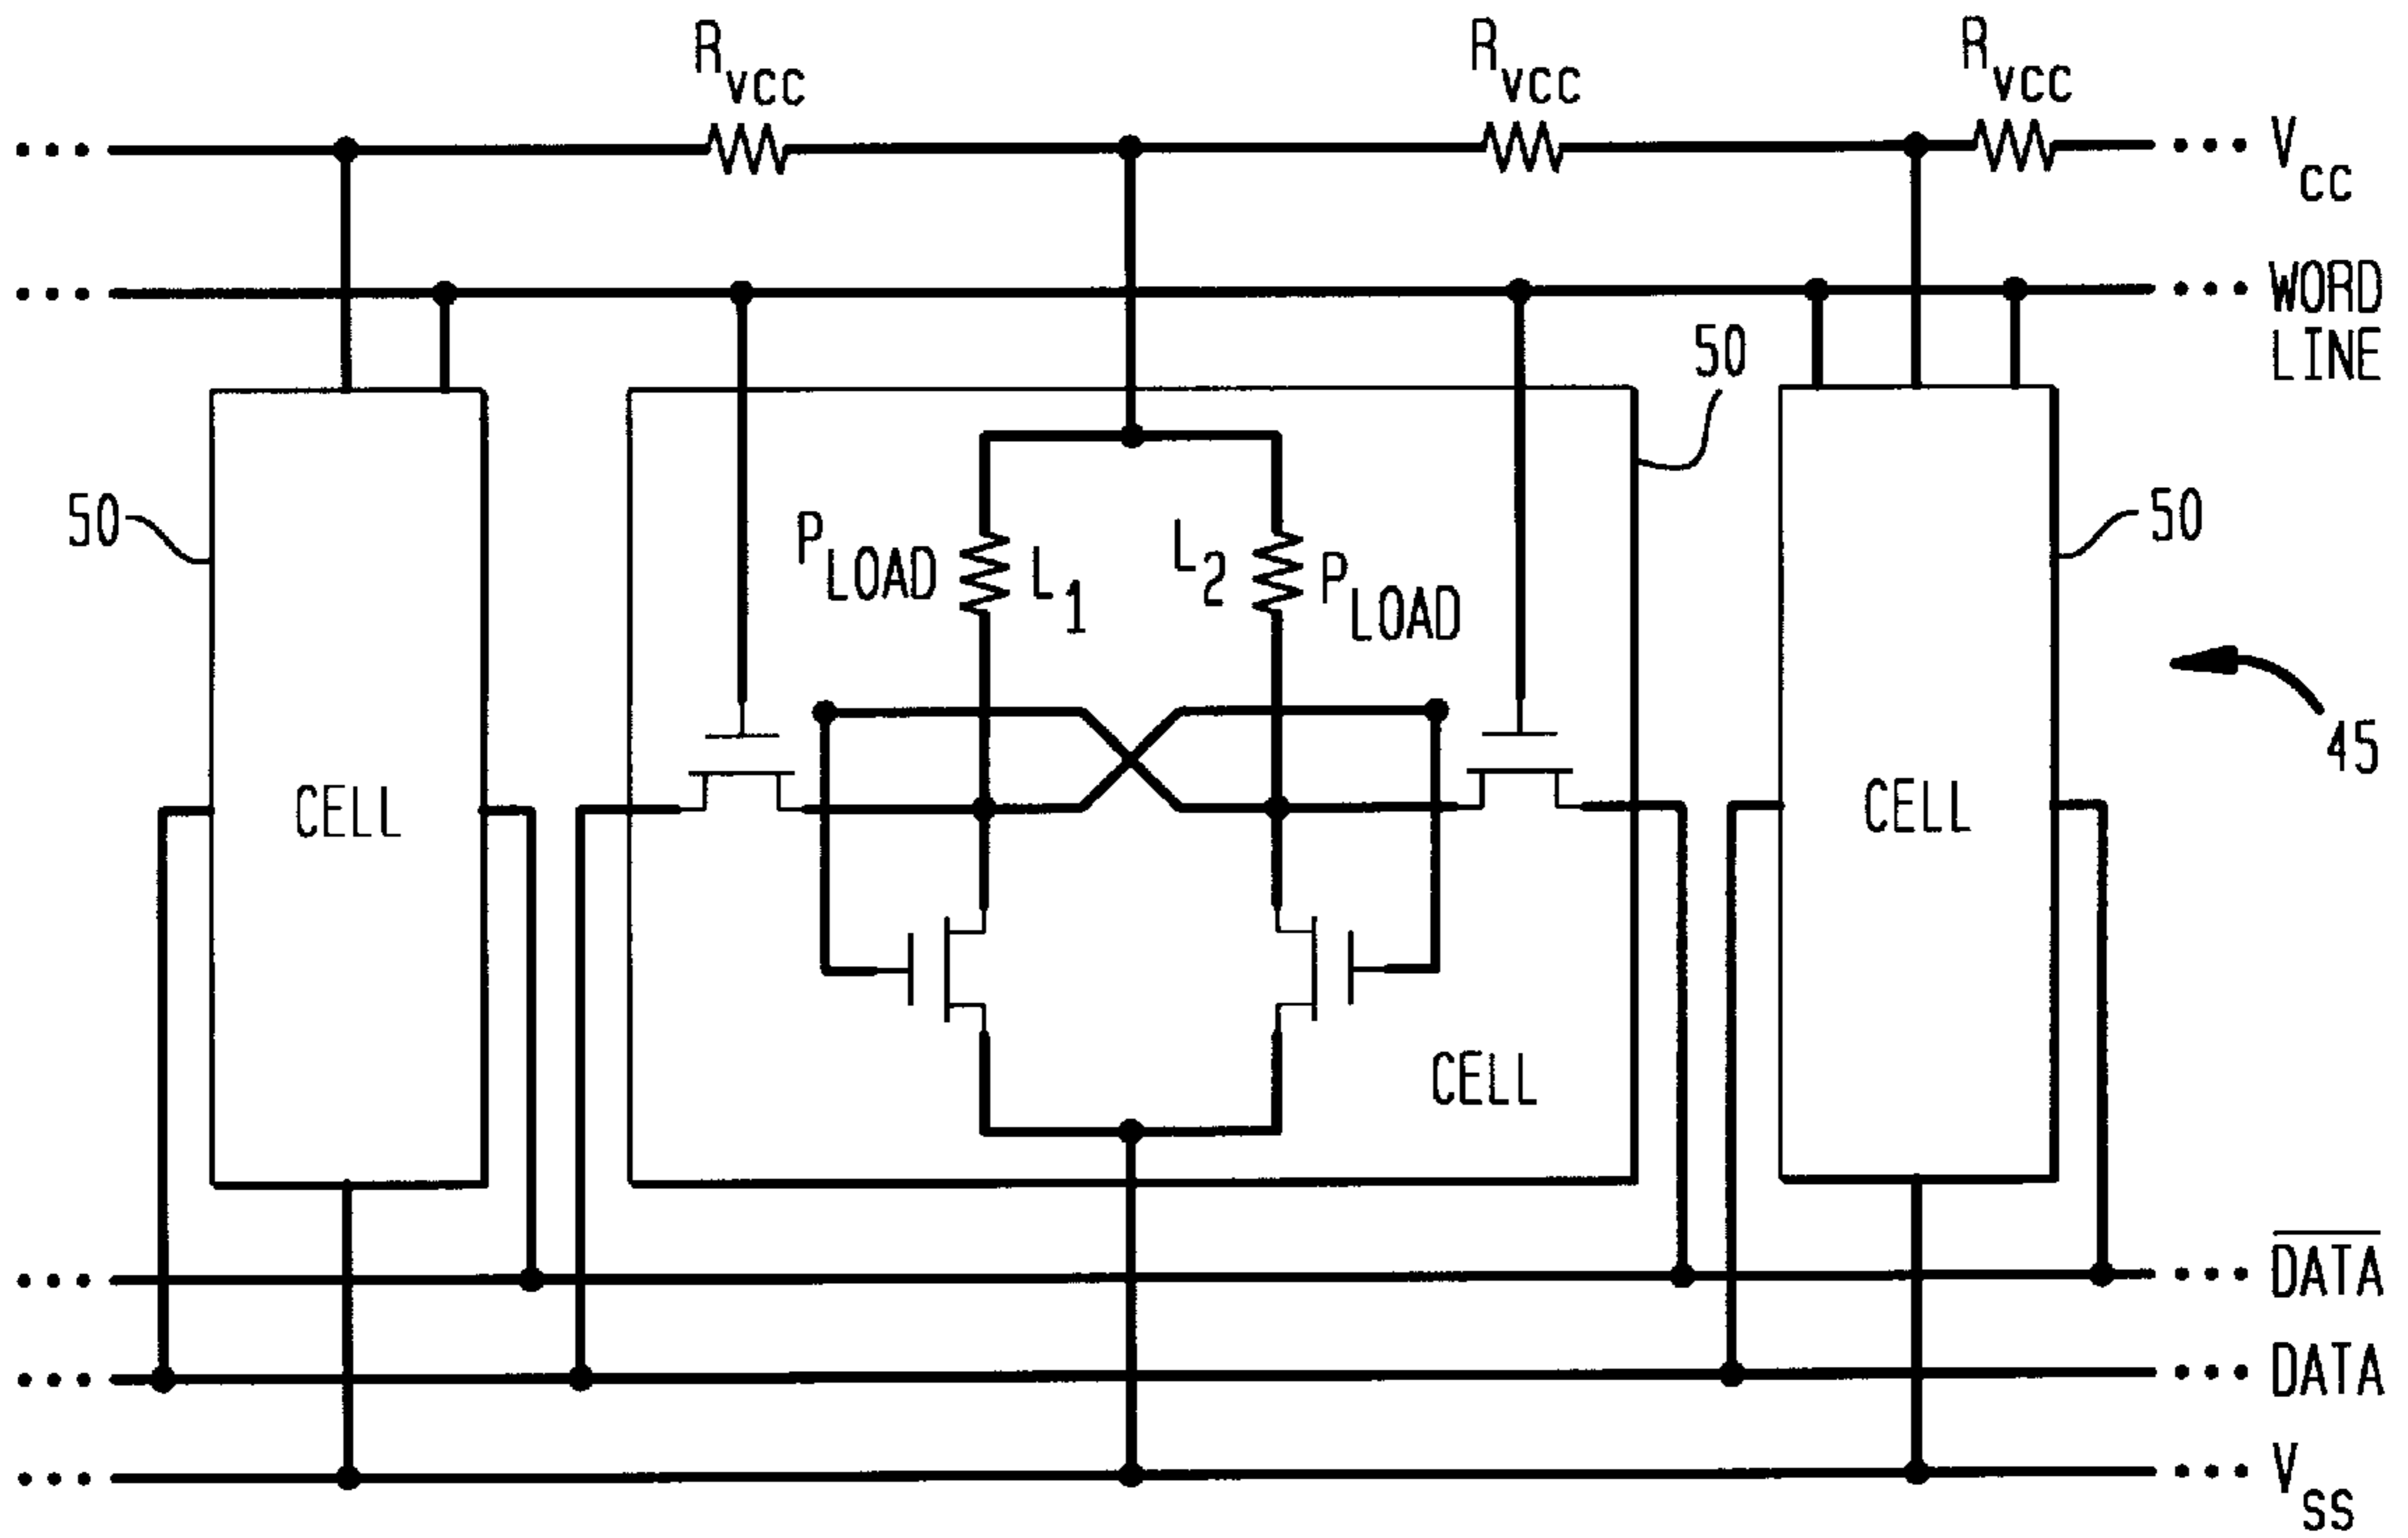 Rvcc
Rvcc
Rvcc
Vcc
WORD
LINE
50
50
50
PLOAD
L1
L2
PLOAD
45
CELL
CELL
CELL
D̅A̅T̅A̅
DATA
VSS